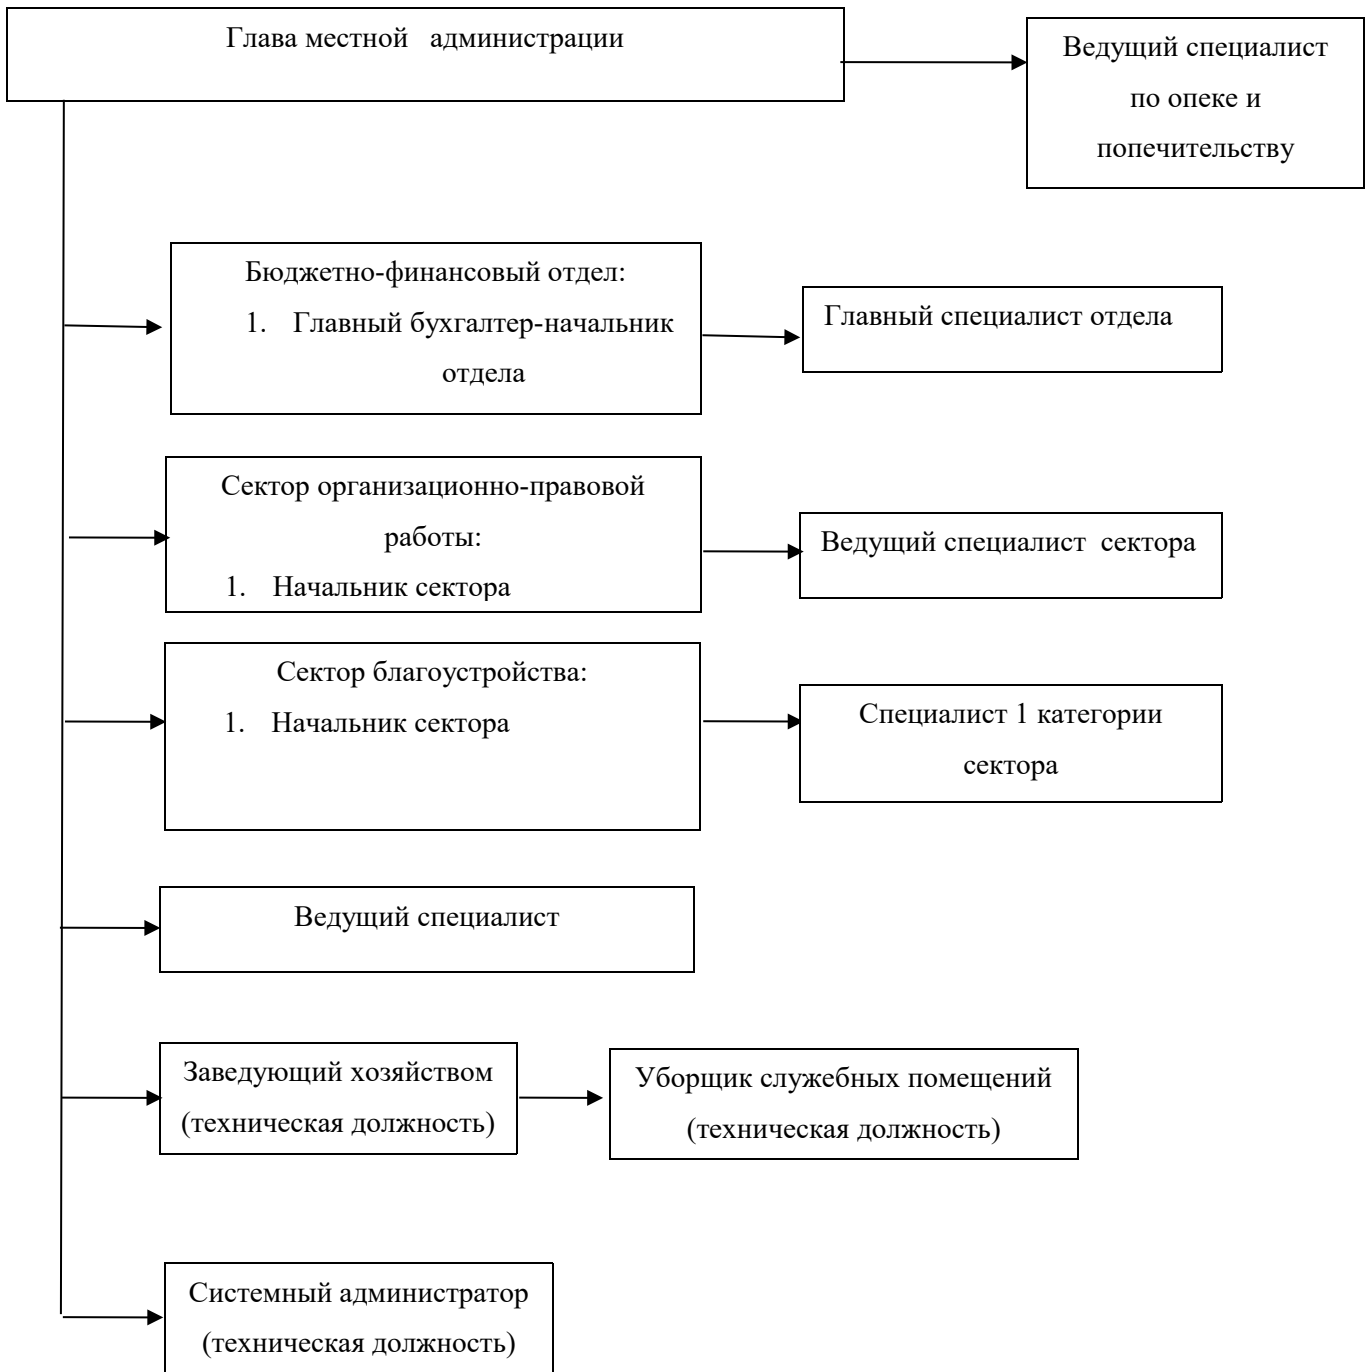 Глава местной администрации
Ведущий специалист
по опеке и
попечительству
Бюджетно-финансовый отдел:
1. Главный бухгалтер-начальник
отдела
Главный специалист отдела
Сектор организационно-правовой
работы:
1. Начальник сектора
Ведущий специалист сектора
Сектор благоустройства:
1. Начальник сектора
Специалист 1 категории
сектора
Ведущий специалист
Заведующий хозяйством
(техническая должность)
Уборщик служебных помещений
(техническая должность)
Системный администратор
(техническая должность)